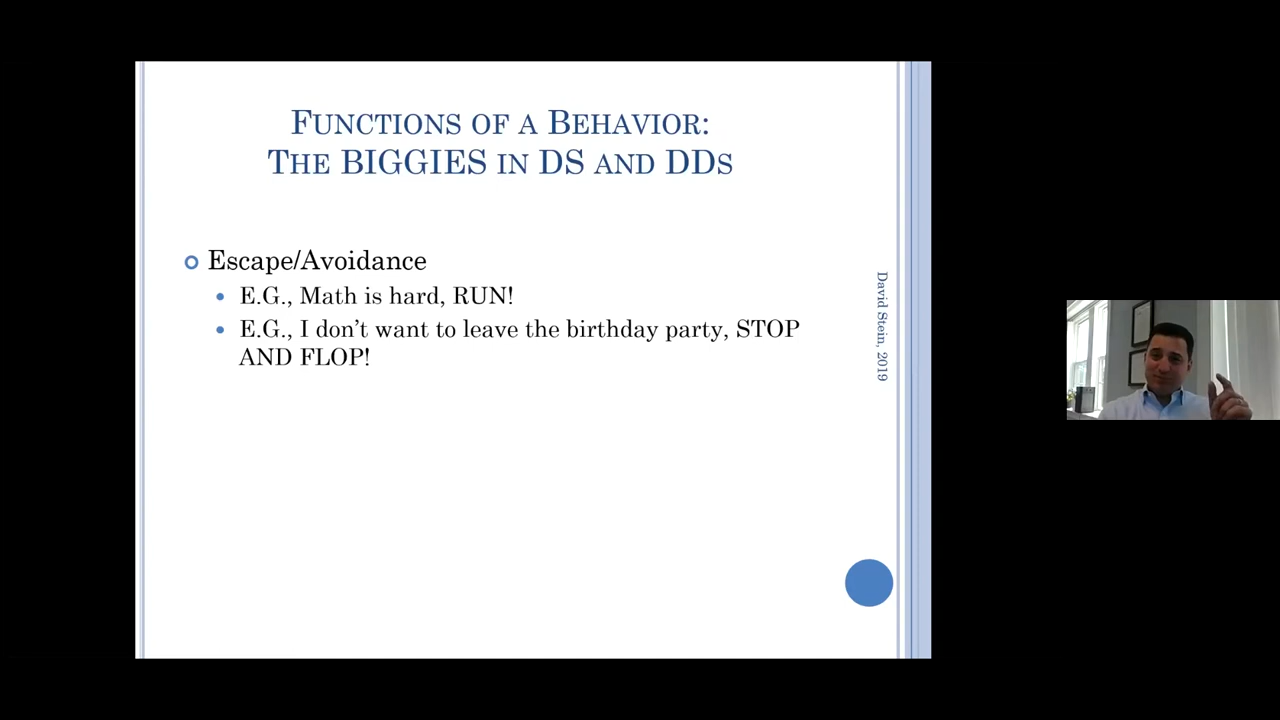 FUNCTIONS OF A BEHAVIOR:
THE BIGGIES IN DS AND DDS
Escape/Avoidance
E.G., Math is hard, RUN!
E.G., I don't want to leave the birthday party, STOP
AND FLOP!
David Stein, 2019